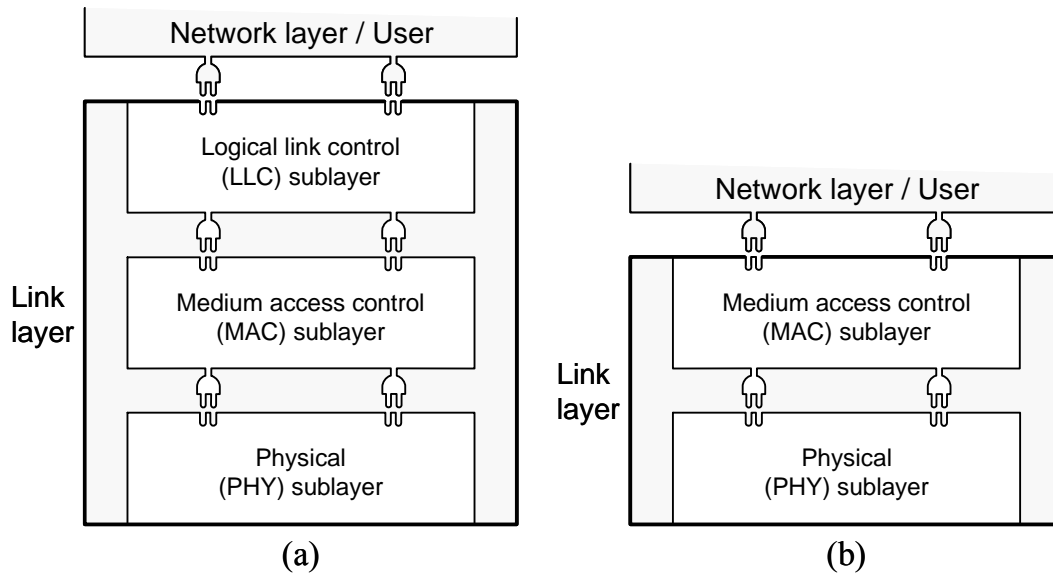 Network layer / User
Logical link control
(LLC) sublayer
Medium access control
(MAC) sublayer
Physical
(PHY) sublayer
Link
layer
(a)
Network layer / User
Medium access control
(MAC) sublayer
Physical
(PHY) sublayer
Link
layer
(b)